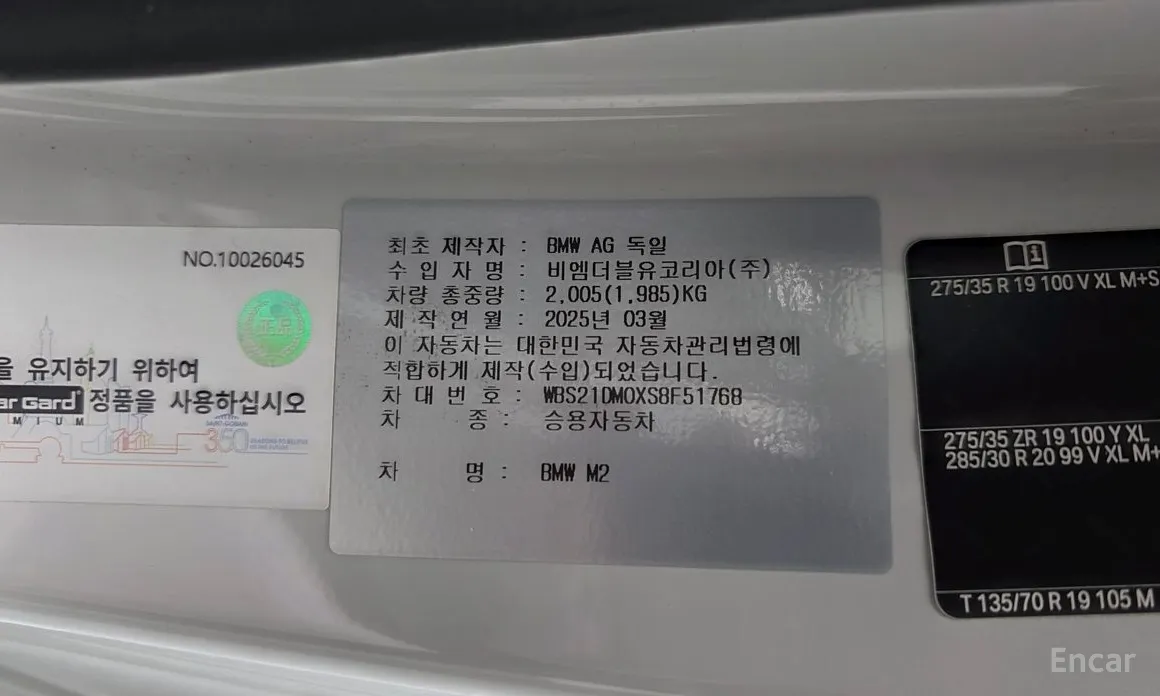 NO.10026045
을 유지하기 위하여
ar Gard 정품을 사용하십시오
MIUM
正品
350
최초 제작자 : BMW AG 독일
수 입 자 명 : 비엠더블유코리아(주)
차량 총중량 : 2,005(1,985)KG
제 작 연 월 : 2025년 03월
이 자동차는 대한민국 자동차관리법령에
적합하게 제작(수입)되었습니다.
차 대 번 호 : WBS21DM0XS8F51768
차 종 : 승용자동차
차 명 : BMW M2
275/35 R 19 100 V XL M+S
275/35 ZR 19 100 Y XL
285/30 R 20 99 V XL M+
T 135/70 R 19 105 M
Encar